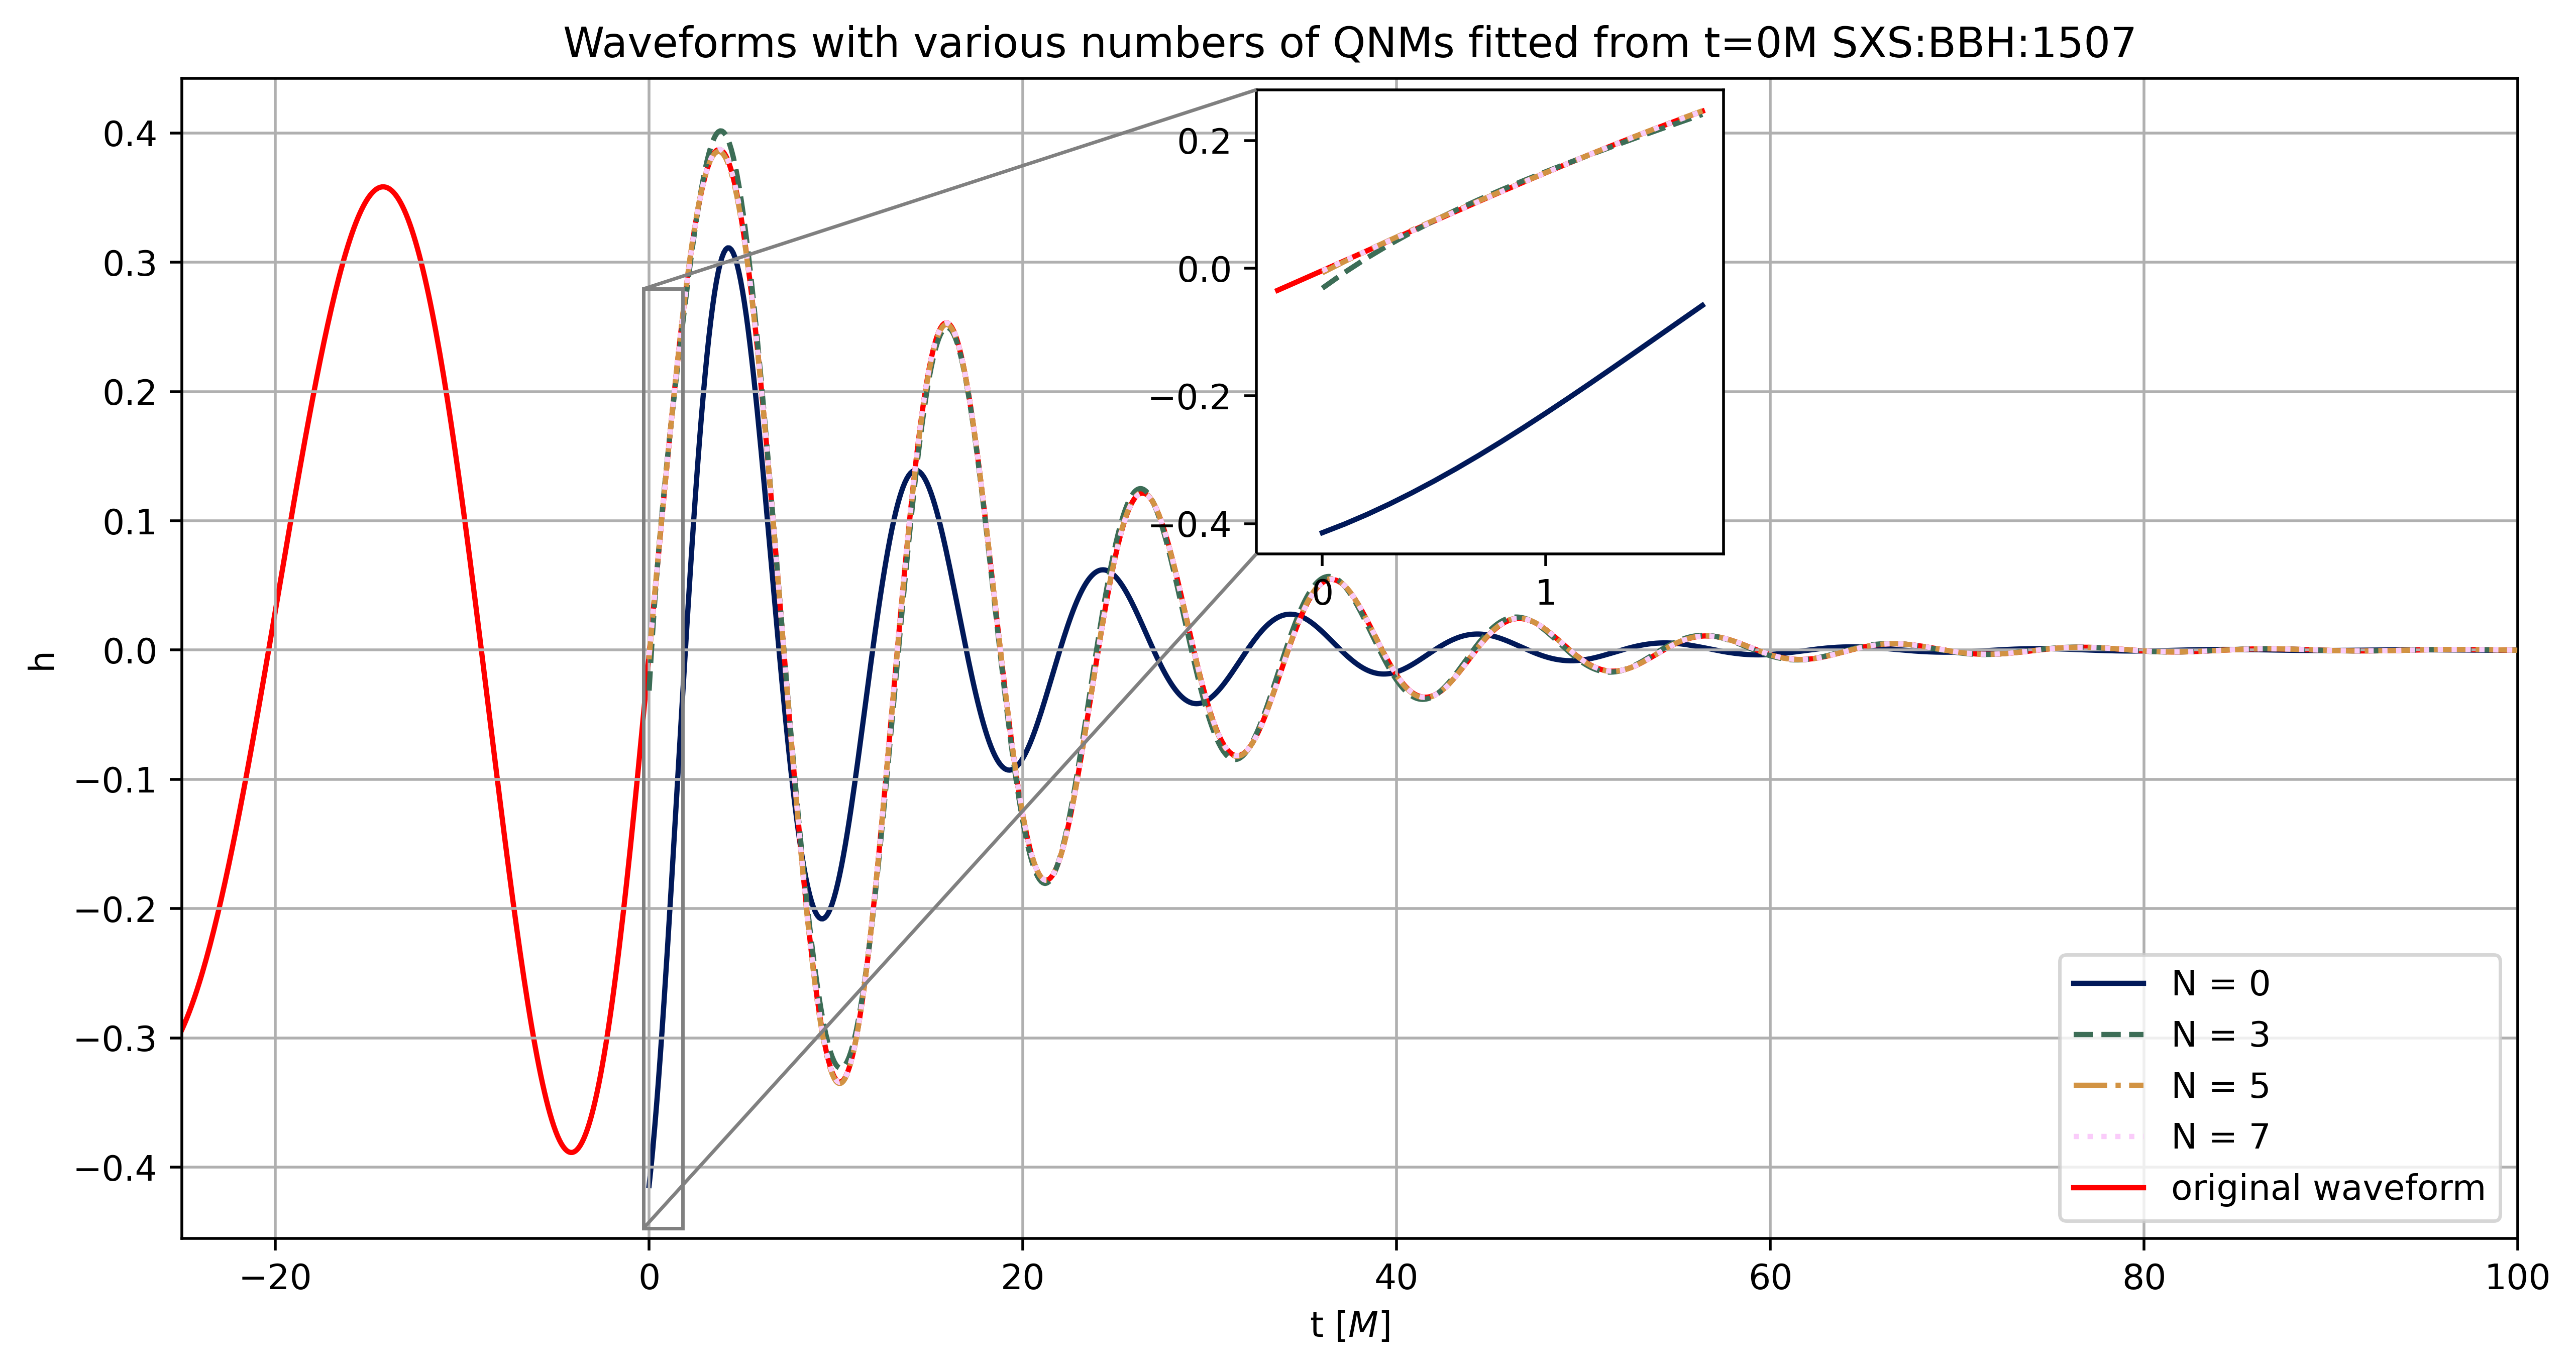 Waveforms with various numbers of QNMs fitted from t=0M SXS:BBH:1507
0.4
0.3
0.2
0.1
0.0
−0.1
−0.2
−0.3
−0.4
h
0.2
0.0
−0.2
−0.4
0 1
N = 0
N = 3
N = 5
N = 7
original waveform
−20 0 20 40 60 80 100
t [M]